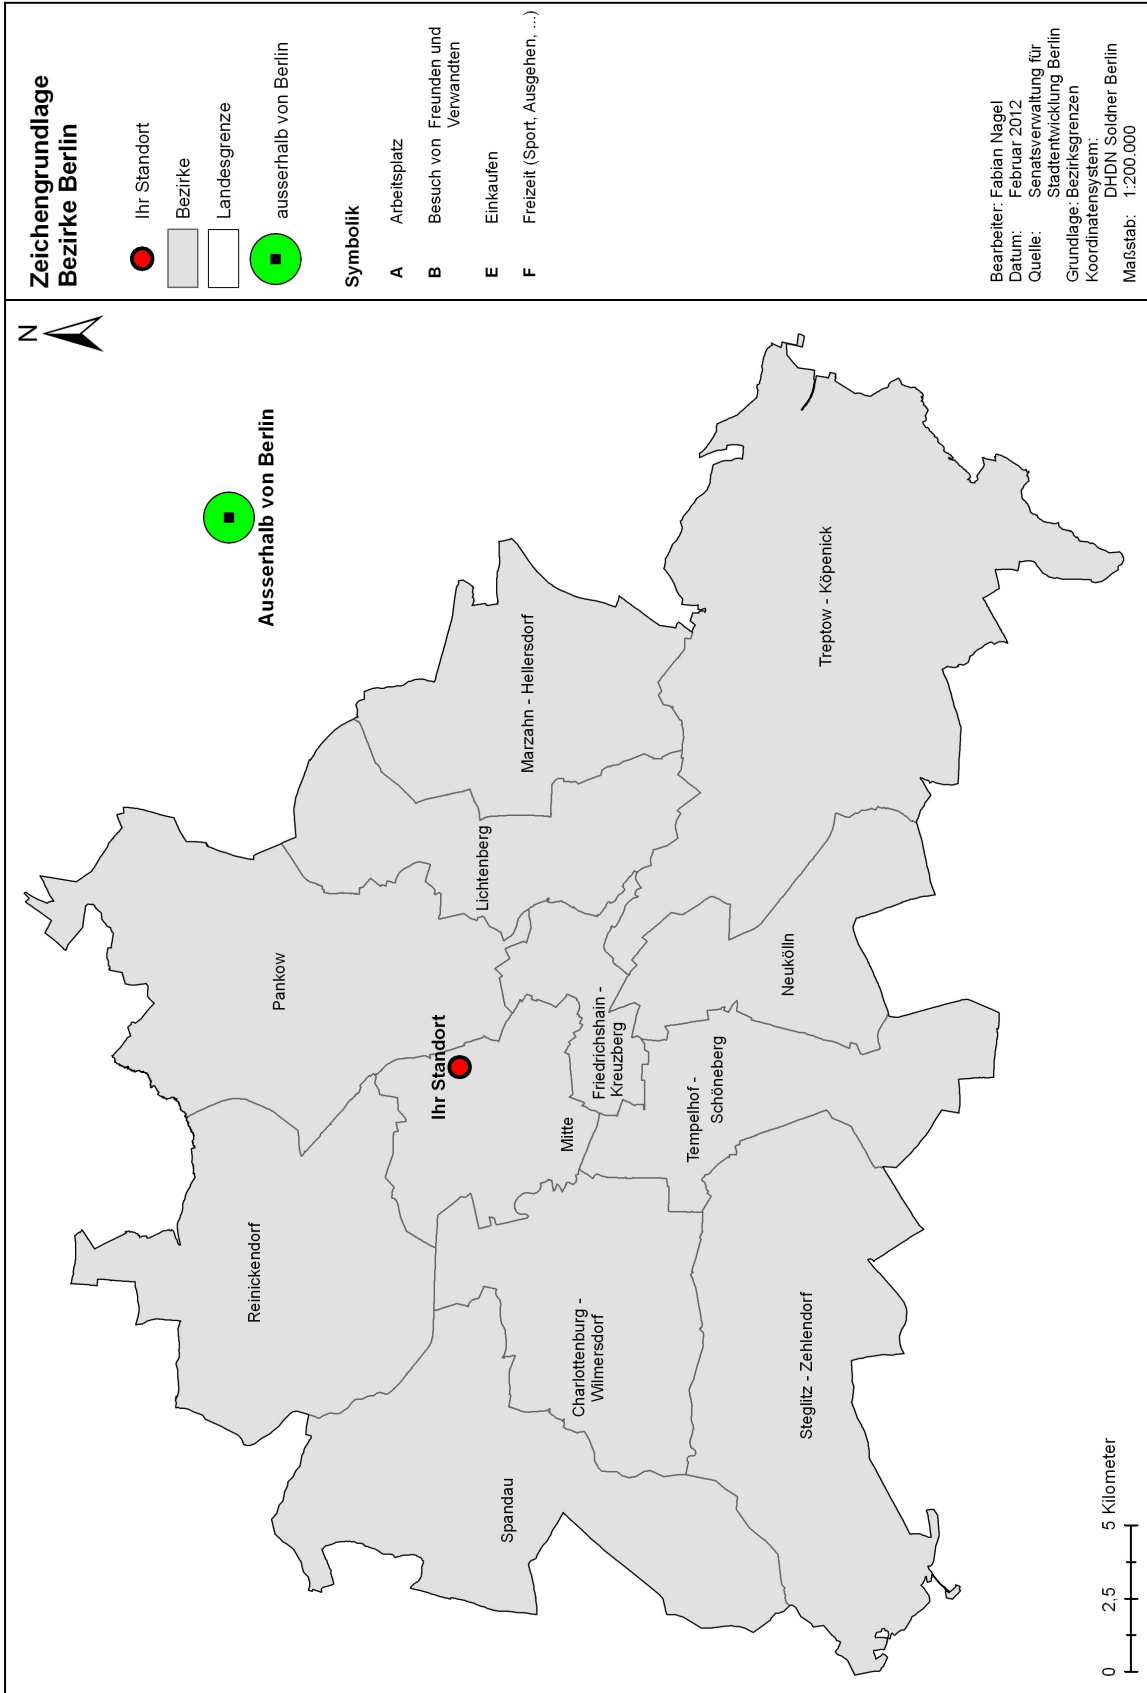 Zeichengrundlage
Bezirke Berlin
Ihr Standort
Bezirke
Landesgrenze
ausserhalb von Berlin
Symbolik
A Arbeitsplatz
B Besuch von Freunden und
Verwandten
E Einkaufen
F Freizeit (Sport, Ausgehen, ...)
Bearbeiter: Fabian Nagel
Datum: Februar 2012
Quelle: Senatsverwaltung für
Stadtentwicklung Berlin
Grundlage: Bezirksgrenzen
Koordinatensystem:
DHDN Soldner Berlin
Maßstab: 1:200.000
N
Ausserhalb von Berlin
Pankow
Reinickendorf
Ihr Standort
Lichtenberg
Marzahn - Hellersdorf
Mitte
Spandau
Charlottenburg -
Wilmersdorf
Friedrichshain -
Kreuzberg
Tempelhof -
Schöneberg
Neukölln
Treptow - Köpenick
Steglitz - Zehlendorf
0 2,5 5 Kilometer